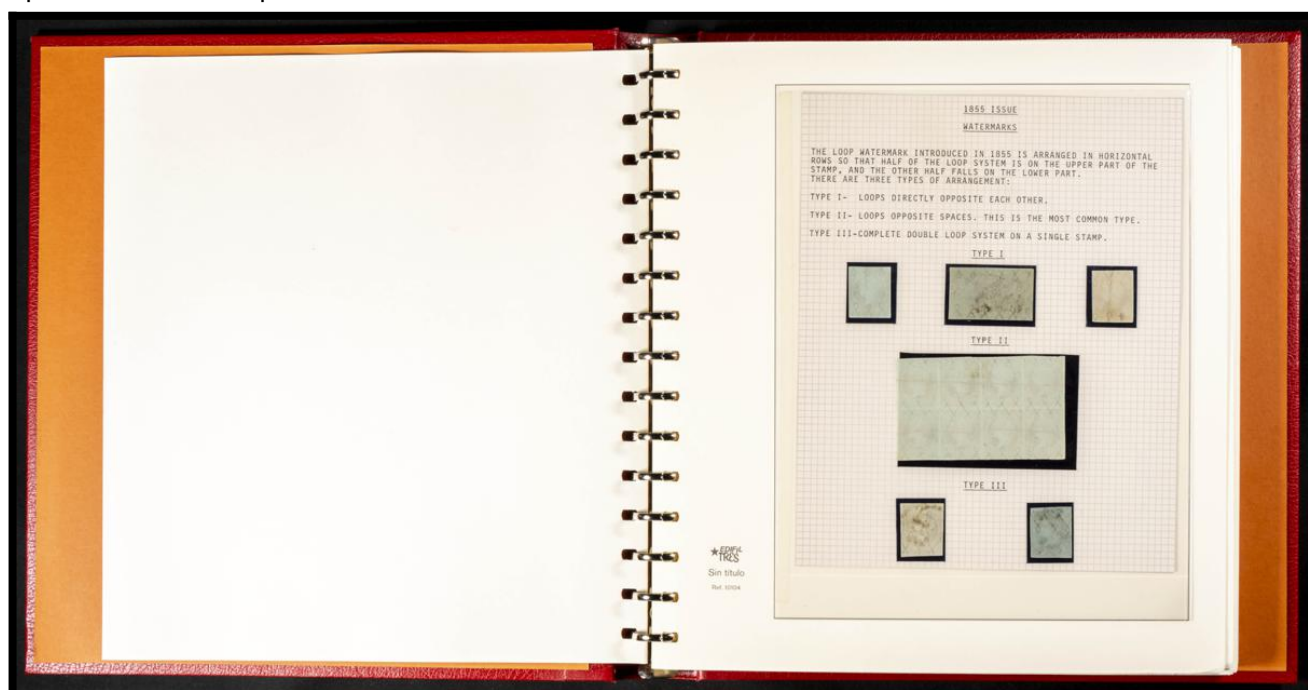 1855 ISSUE
WATERMARKS
THE LOOP WATERMARK INTRODUCED IN 1855 IS ARRANGED IN HORIZONTAL
ROWS SO THAT HALF OF THE LOOP SYSTEM IS ON THE UPPER PART OF THE
STAMP, AND THE OTHER HALF FALLS ON THE LOWER PART.
THERE ARE THREE TYPES OF ARRANGEMENT:
TYPE I- LOOPS DIRECTLY OPPOSITE EACH OTHER.
TYPE II- LOOPS OPPOSITE SPACES. THIS IS THE MOST COMMON TYPE.
TYPE III-COMPLETE DOUBLE LOOP SYSTEM ON A SINGLE STAMP.
TYPE I
TYPE II
TYPE III
EDIFIL
TRES
Sin título
Ref.